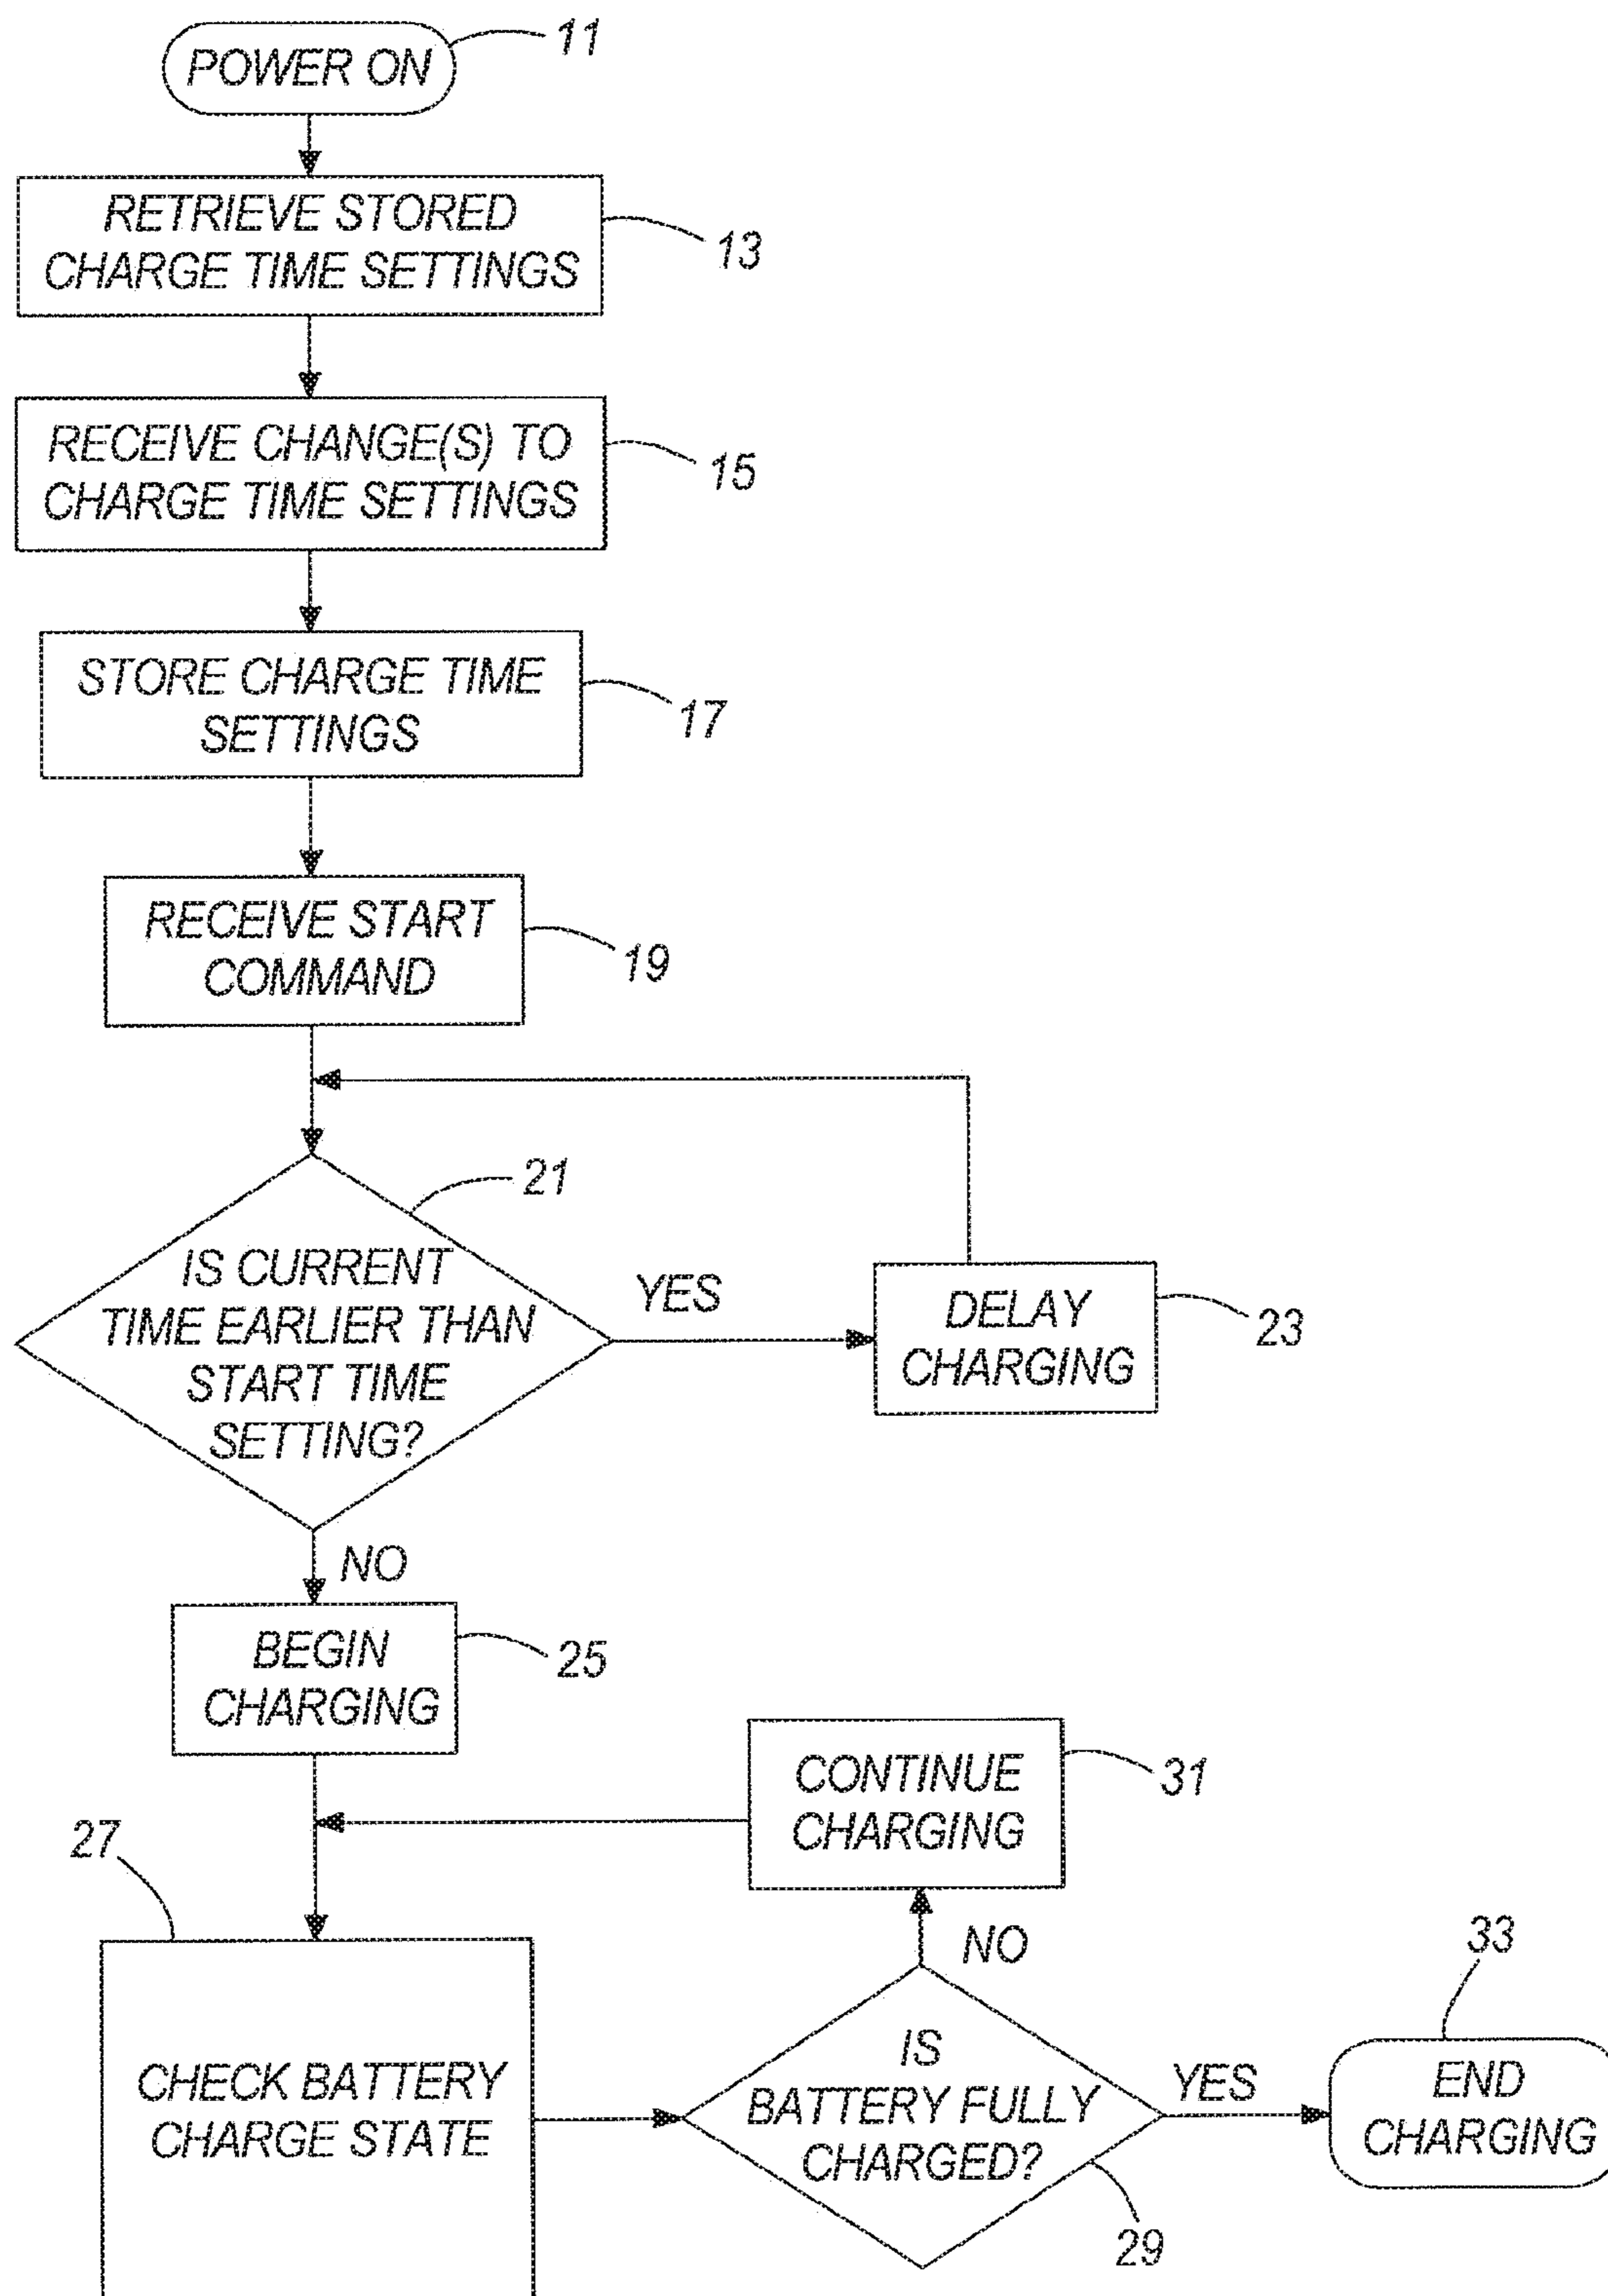 POWER ON
11
RETRIEVE STORED
CHARGE TIME SETTINGS
13
RECEIVE CHANGE(S) TO
CHARGE TIME SETTINGS
15
STORE CHARGE TIME
SETTINGS
17
RECEIVE START
COMMAND
19
21
IS CURRENT
TIME EARLIER THAN
START TIME
SETTING?
YES
DELAY
CHARGING
23
NO
BEGIN
CHARGING
25
CONTINUE
CHARGING
31
27
CHECK BATTERY
CHARGE STATE
NO
IS
BATTERY FULLY
CHARGED?
29
YES
33
END
CHARGING